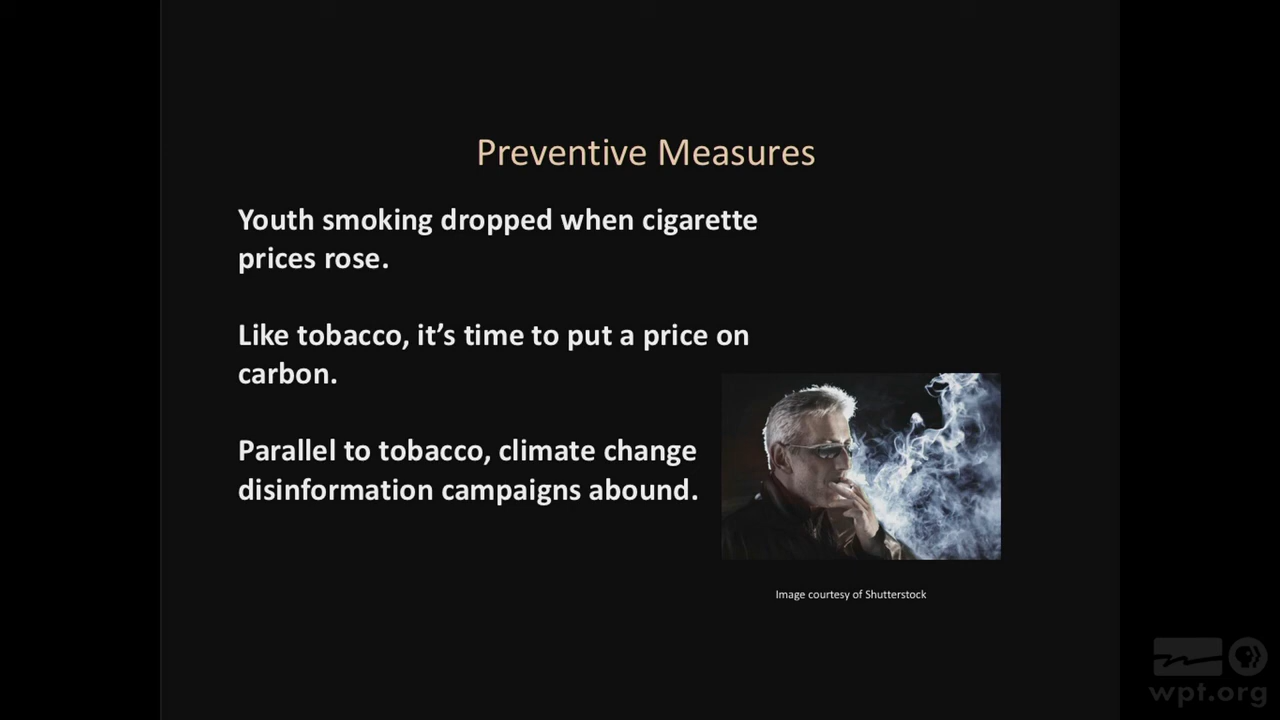 Preventive Measures
Youth smoking dropped when cigarette
prices rose.
Like tobacco, it’s time to put a price on
carbon.
Parallel to tobacco, climate change
disinformation campaigns abound.
Image courtesy of Shutterstock
wpt.org